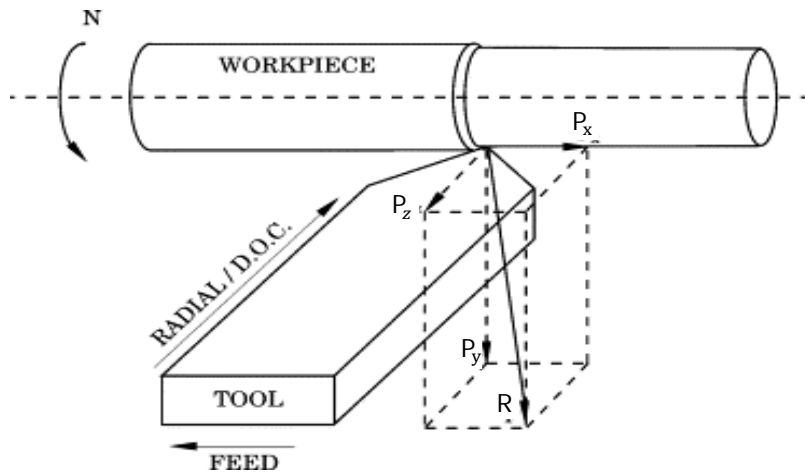 N
WORKPIECE
Px
Pz
RADIAL / D.O.C.
Py
R
TOOL
FEED